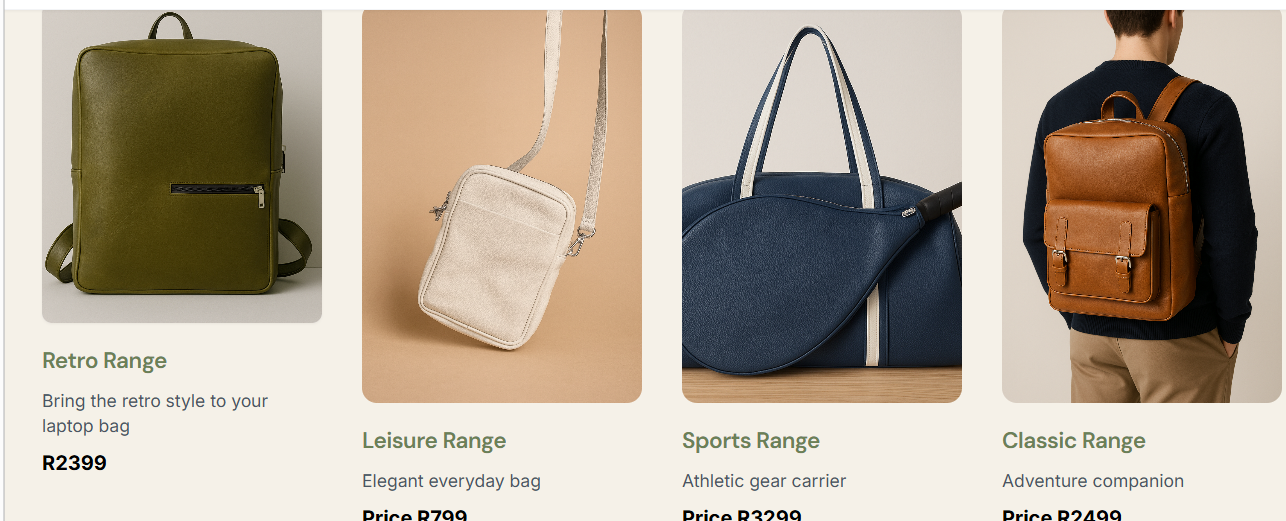 Retro Range
Bring the retro style to your
laptop bag
R2399
Leisure Range
Elegant everyday bag
Price R799
Sports Range
Athletic gear carrier
Price R3299
Classic Range
Adventure companion
Price R2499